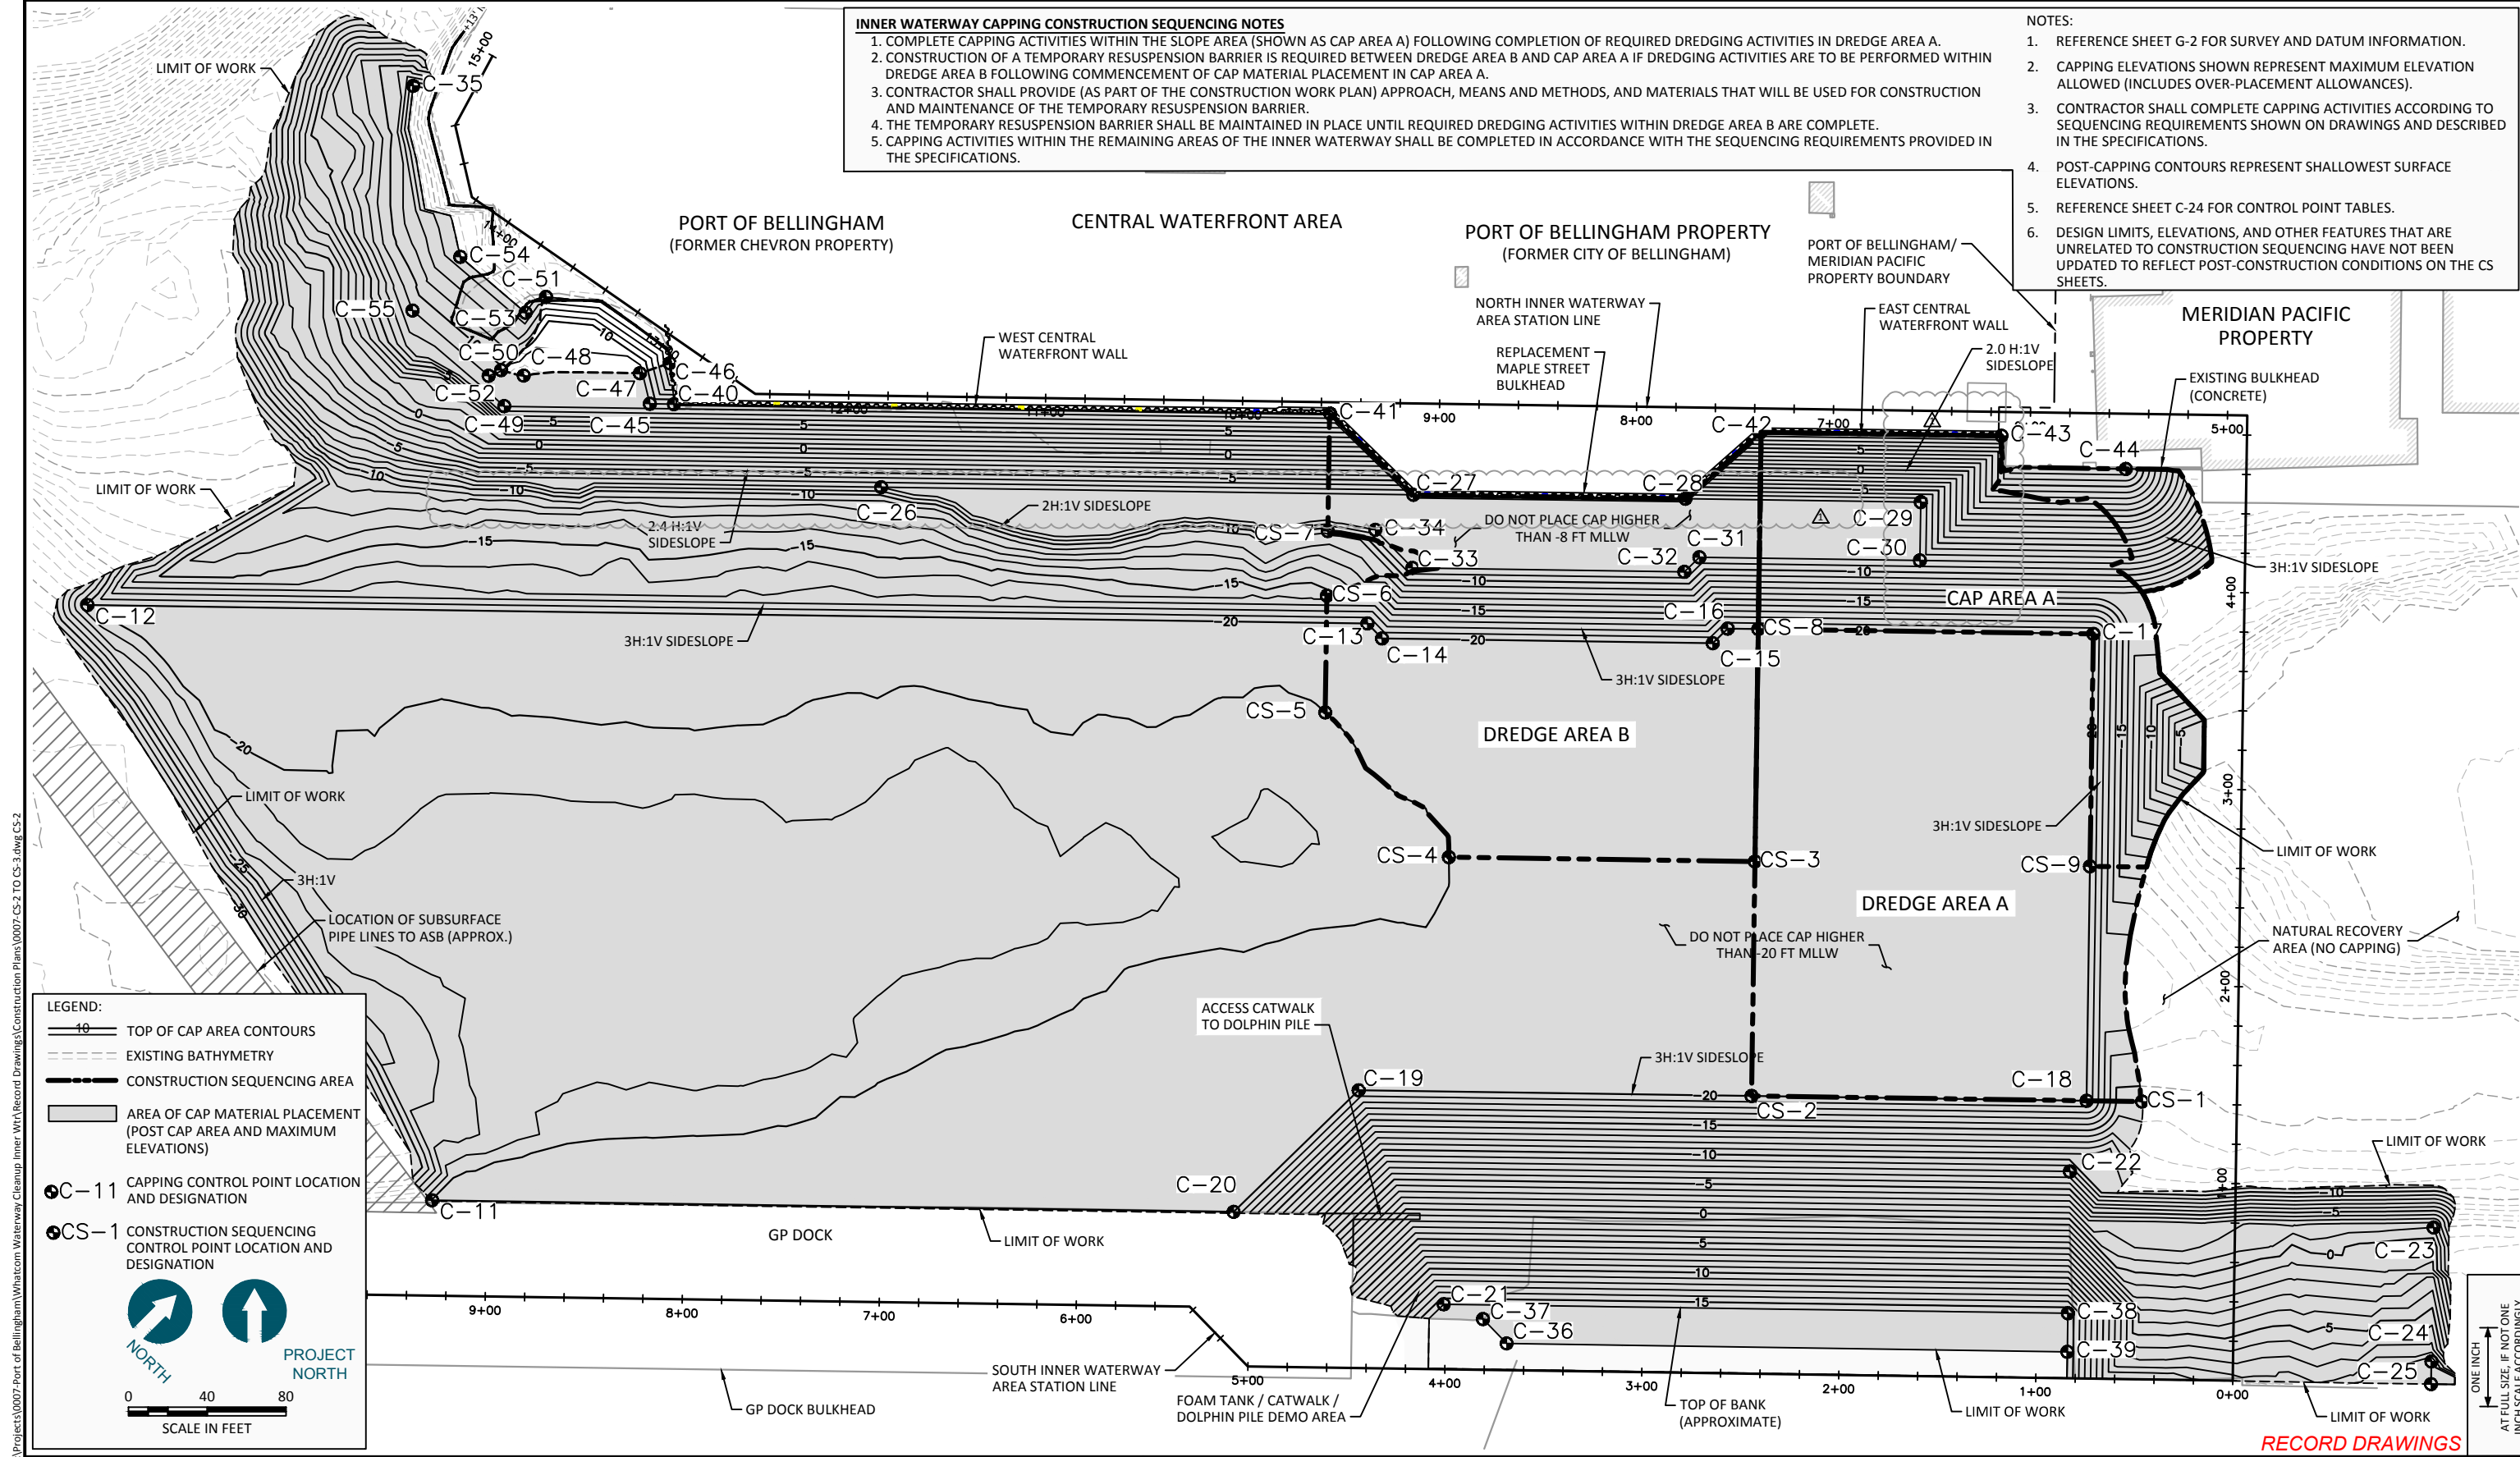 INNER WATERWAY CAPPING CONSTRUCTION SEQUENCING NOTES
1. COMPLETE CAPPING ACTIVITIES WITHIN THE SLOPE AREA (SHOWN AS CAP AREA A) FOLLOWING COMPLETION OF REQUIRED DREDGING ACTIVITIES IN DREDGE AREA A.
2. CONSTRUCTION OF A TEMPORARY RESUSPENSION BARRIER IS REQUIRED BETWEEN DREDGE AREA B AND CAP AREA A IF DREDGING ACTIVITIES ARE TO BE PERFORMED WITHIN
DREDGE AREA B FOLLOWING COMMENCEMENT OF CAP MATERIAL PLACEMENT IN CAP AREA A.
3. CONTRACTOR SHALL PROVIDE (AS PART OF THE CONSTRUCTION WORK PLAN) APPROACH, MEANS AND METHODS, AND MATERIALS THAT WILL BE USED FOR CONSTRUCTION
AND MAINTENANCE OF THE TEMPORARY RESUSPENSION BARRIER.
4. THE TEMPORARY RESUSPENSION BARRIER SHALL BE MAINTAINED IN PLACE UNTIL REQUIRED DREDGING ACTIVITIES WITHIN DREDGE AREA B ARE COMPLETE.
5. CAPPING ACTIVITIES WITHIN THE REMAINING AREAS OF THE INNER WATERWAY SHALL BE COMPLETED IN ACCORDANCE WITH THE SEQUENCING REQUIREMENTS PROVIDED IN
THE SPECIFICATIONS.
NOTES:
1. REFERENCE SHEET G-2 FOR SURVEY AND DATUM INFORMATION.
2. CAPPING ELEVATIONS SHOWN REPRESENT MAXIMUM ELEVATION
ALLOWED (INCLUDES OVER-PLACEMENT ALLOWANCES).
3. CONTRACTOR SHALL COMPLETE CAPPING ACTIVITIES ACCORDING TO
SEQUENCING REQUIREMENTS SHOWN ON DRAWINGS AND DESCRIBED
IN THE SPECIFICATIONS.
4. POST-CAPPING CONTOURS REPRESENT SHALLOWEST SURFACE
ELEVATIONS.
5. REFERENCE SHEET C-24 FOR CONTROL POINT TABLES.
6. DESIGN LIMITS, ELEVATIONS, AND OTHER FEATURES THAT ARE
UNRELATED TO CONSTRUCTION SEQUENCING HAVE NOT BEEN
UPDATED TO REFLECT POST-CONSTRUCTION CONDITIONS ON THE CS
SHEETS.
LIMIT OF WORK
C-35
15+00
14+00
PORT OF BELLINGHAM
(FORMER CHEVRON PROPERTY)
CENTRAL WATERFRONT AREA
PORT OF BELLINGHAM PROPERTY
(FORMER CITY OF BELLINGHAM)
PORT OF BELLINGHAM/
MERIDIAN PACIFIC
PROPERTY BOUNDARY
MERIDIAN PACIFIC
PROPERTY
C-54
C-51
C-55
C-53
C-50
C-48
C-52
C-47
C-46
C-40
C-49
C-45
WEST CENTRAL
WATERFRONT WALL
NORTH INNER WATERWAY
AREA STATION LINE
REPLACEMENT
MAPLE STREET
BULKHEAD
EAST CENTRAL
WATERFRONT WALL
2.0 H:1V
SIDESLOPE
EXISTING BULKHEAD
(CONCRETE)
12+00
11+00
10+00
9+00
8+00
7+00
5+00
C-41
C-42
C-43
C-44
C-27
C-28
C-29
C-30
C-31
C-32
C-33
C-34
C-26
CS-7
CS-6
LIMIT OF WORK
2.4 H:1V
SIDESLOPE
2H:1V SIDESLOPE
DO NOT PLACE CAP HIGHER
THAN -8 FT MLLW
3H:1V SIDESLOPE
4+00
CAP AREA A
C-12
3H:1V SIDESLOPE
C-13
C-14
C-15
C-16
CS-8
C-17
3H:1V SIDESLOPE
CS-5
DREDGE AREA B
LIMIT OF WORK
3H:1V
3H:1V SIDESLOPE
3+00
CS-4
CS-3
CS-9
LIMIT OF WORK
DREDGE AREA A
DO NOT PLACE CAP HIGHER
THAN -20 FT MLLW
NATURAL RECOVERY
AREA (NO CAPPING)
LOCATION OF SUBSURFACE
PIPE LINES TO ASB (APPROX.)
2+00
ACCESS CATWALK
TO DOLPHIN PILE
3H:1V SIDESLOPE
C-19
CS-2
C-18
CS-1
C-22
LIMIT OF WORK
1+00
C-11
C-20
GP DOCK
LIMIT OF WORK
C-23
C-21
C-37
C-36
C-38
C-39
C-24
C-25
9+00
8+00
7+00
6+00
5+00
4+00
3+00
2+00
1+00
0+00
SOUTH INNER WATERWAY
AREA STATION LINE
GP DOCK BULKHEAD
FOAM TANK / CATWALK /
DOLPHIN PILE DEMO AREA
TOP OF BANK
(APPROXIMATE)
LIMIT OF WORK
LIMIT OF WORK
LEGEND:
10
TOP OF CAP AREA CONTOURS
EXISTING BATHYMETRY
CONSTRUCTION SEQUENCING AREA
AREA OF CAP MATERIAL PLACEMENT
(POST CAP AREA AND MAXIMUM
ELEVATIONS)
C-11 CAPPING CONTROL POINT LOCATION
AND DESIGNATION
CS-1 CONSTRUCTION SEQUENCING
CONTROL POINT LOCATION AND
DESIGNATION
NORTH
PROJECT
NORTH
0 40 80
SCALE IN FEET
ONE INCH
AT FULL SIZE, IF NOT ONE
INCH SCALE ACCORDINGLY
RECORD DRAWINGS